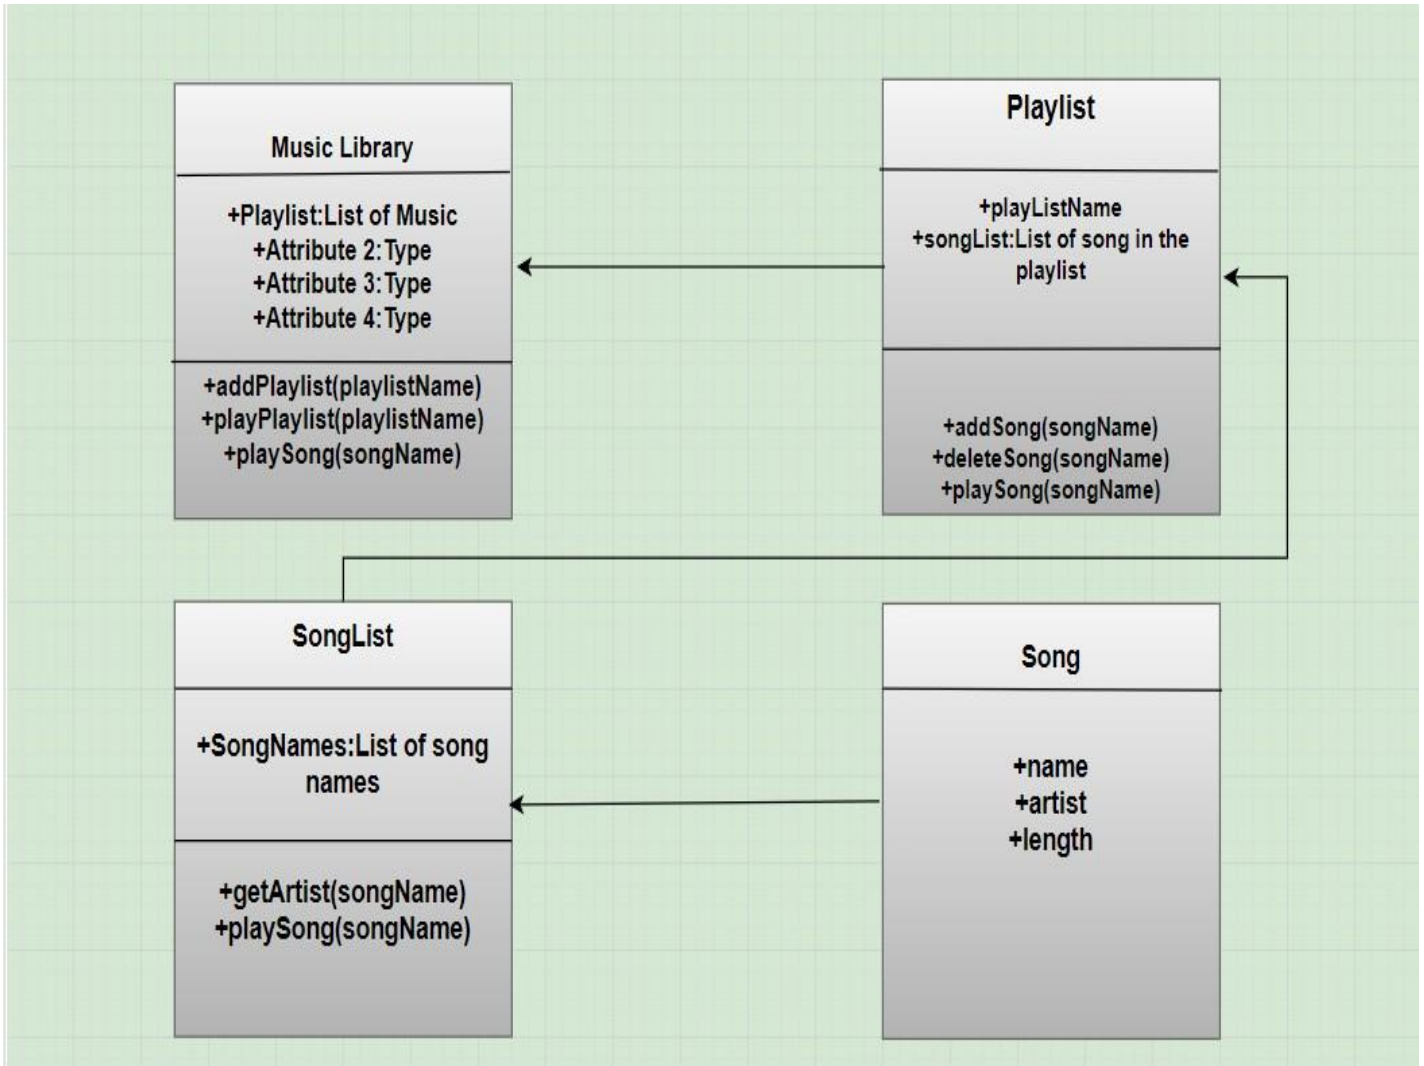 Music Library
+Playlist:List of Music
+Attribute 2:Type
+Attribute 3:Type
+Attribute 4:Type
+addPlaylist(playlistName)
+playPlaylist(playlistName)
+playSong(songName)
Playlist
+playListName
+songList:List of song in the
playlist
+addSong(songName)
+deleteSong(songName)
+playSong(songName)
SongList
+SongNames:List of song
names
+getArtist(songName)
+playSong(songName)
Song
+name
+artist
+length